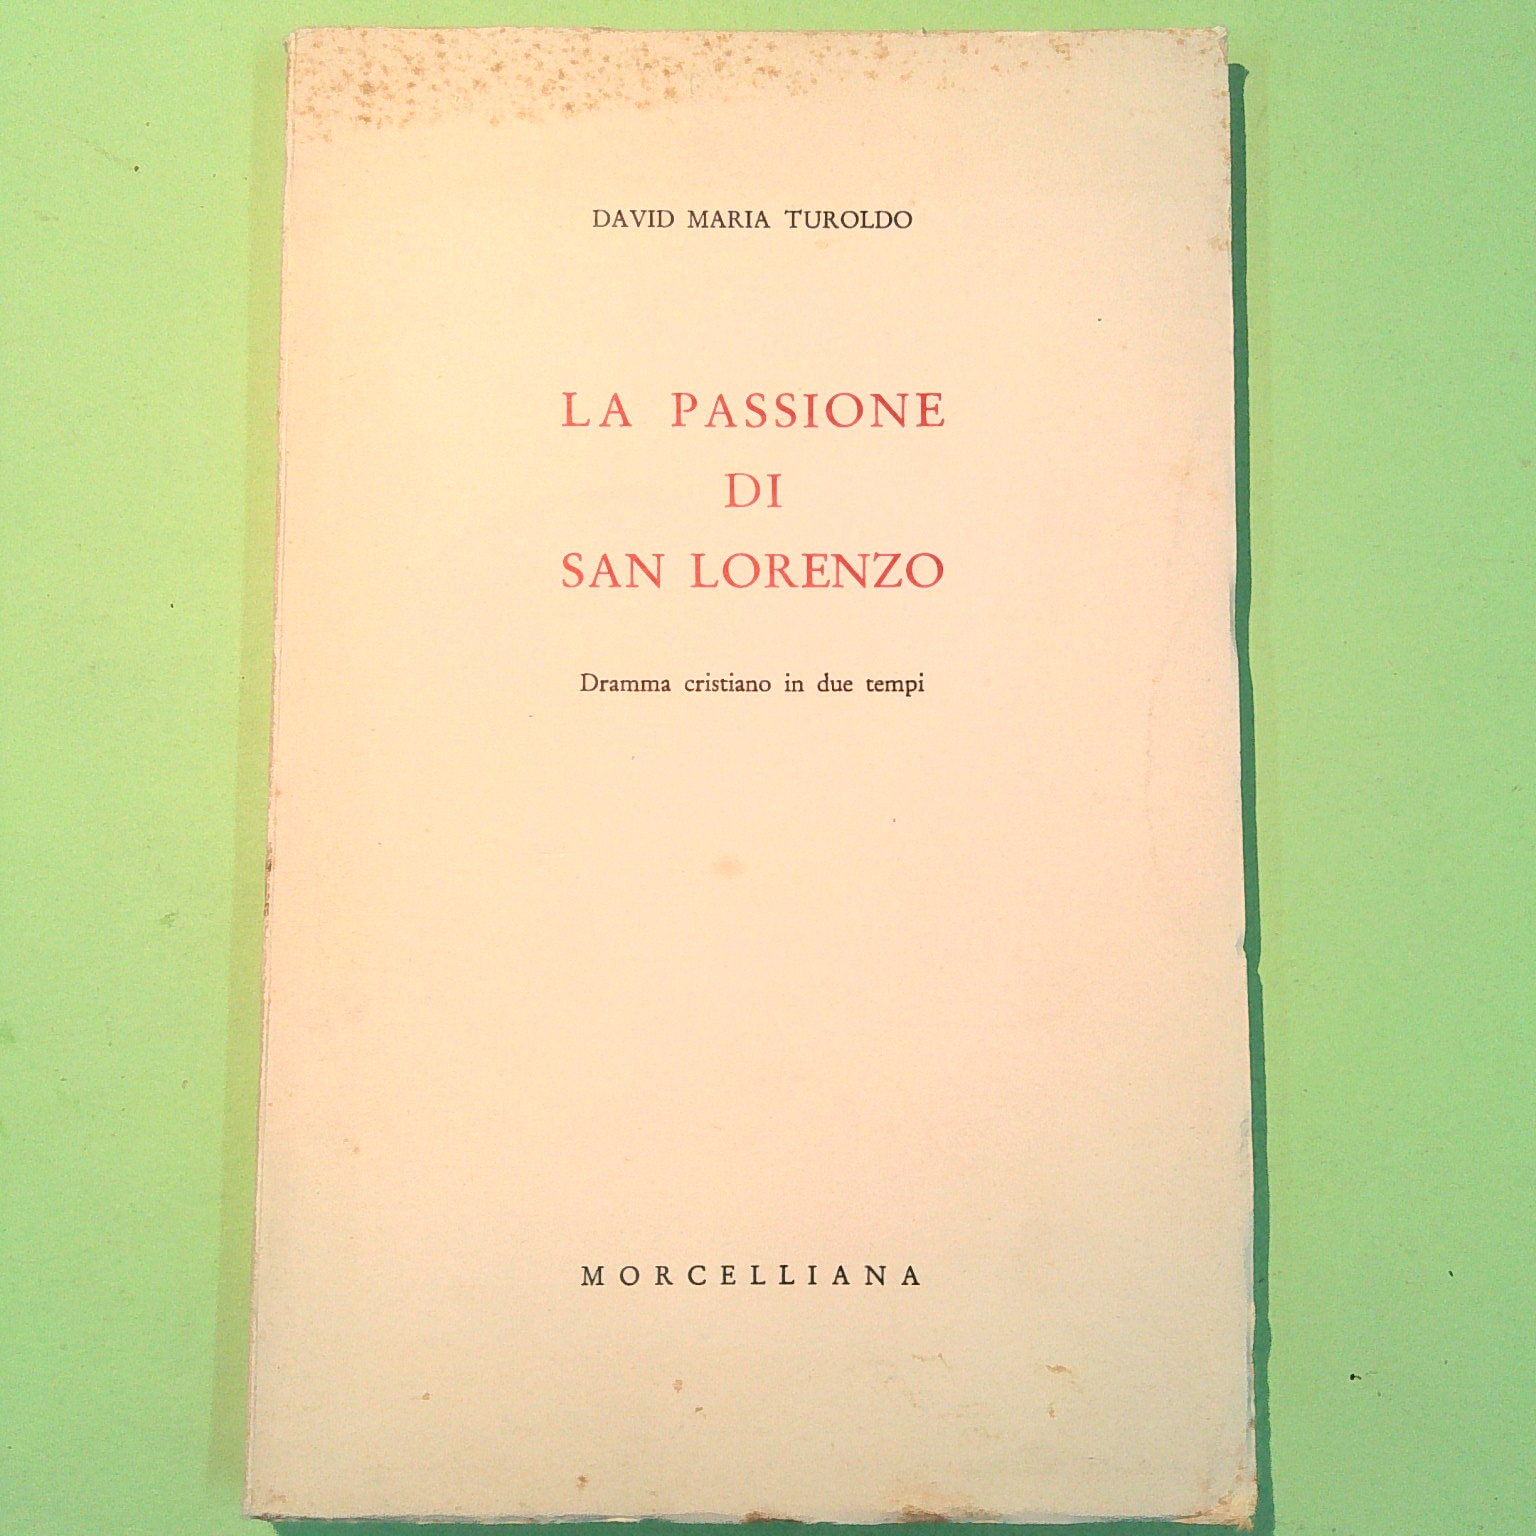 DAVID MARIA TUROLDO
LA PASSIONE
DI
SAN LORENZO
Dramma cristiano in due tempi
MORCELLIANA